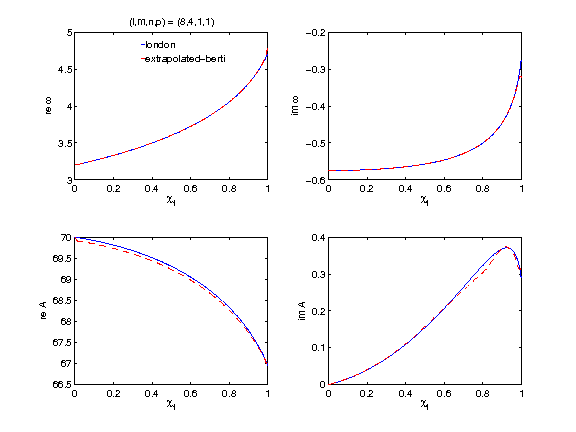 (l,m,n,p) = (8,4,1,1)
5
4.5
4
3.5
3
re ω
london
extrapolated−berti
0 0.2 0.4 0.6 0.8 1
χf
−0.2
−0.3
−0.4
−0.5
−0.6
im ω
0 0.2 0.4 0.6 0.8 1
χf
70
69.5
69
68.5
68
67.5
67
66.5
re A
0 0.2 0.4 0.6 0.8 1
χf
0.4
0.3
0.2
0.1
0
im A
0 0.2 0.4 0.6 0.8 1
χf